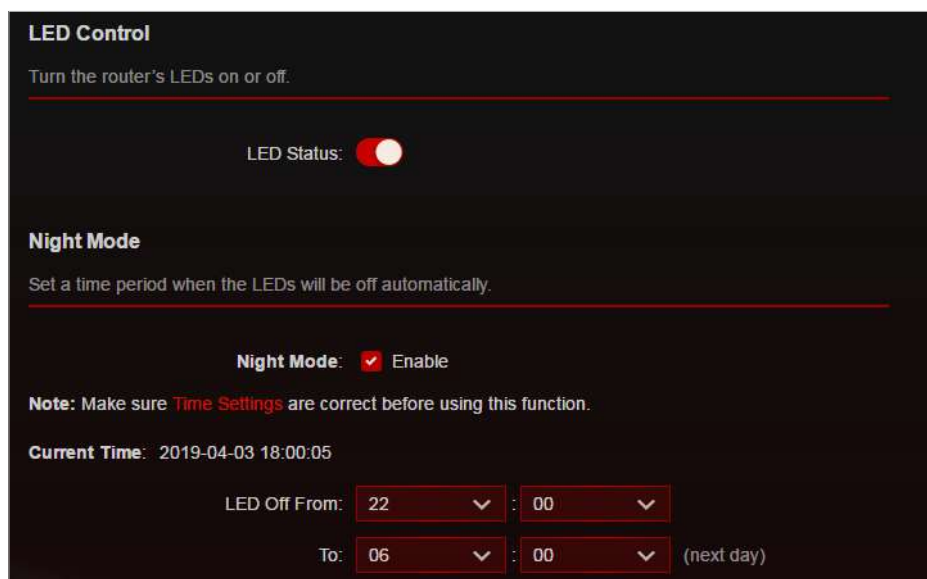 LED Control
Turn the router's LEDs on or off.
LED Status:
Night Mode
Set a time period when the LEDs will be off automatically.
Night Mode: Enable
Note: Make sure Time Settings are correct before using this function.
Current Time: 2019-04-03 18:00:05
LED Off From: 22 : 00
To: 06 : 00 (next day)